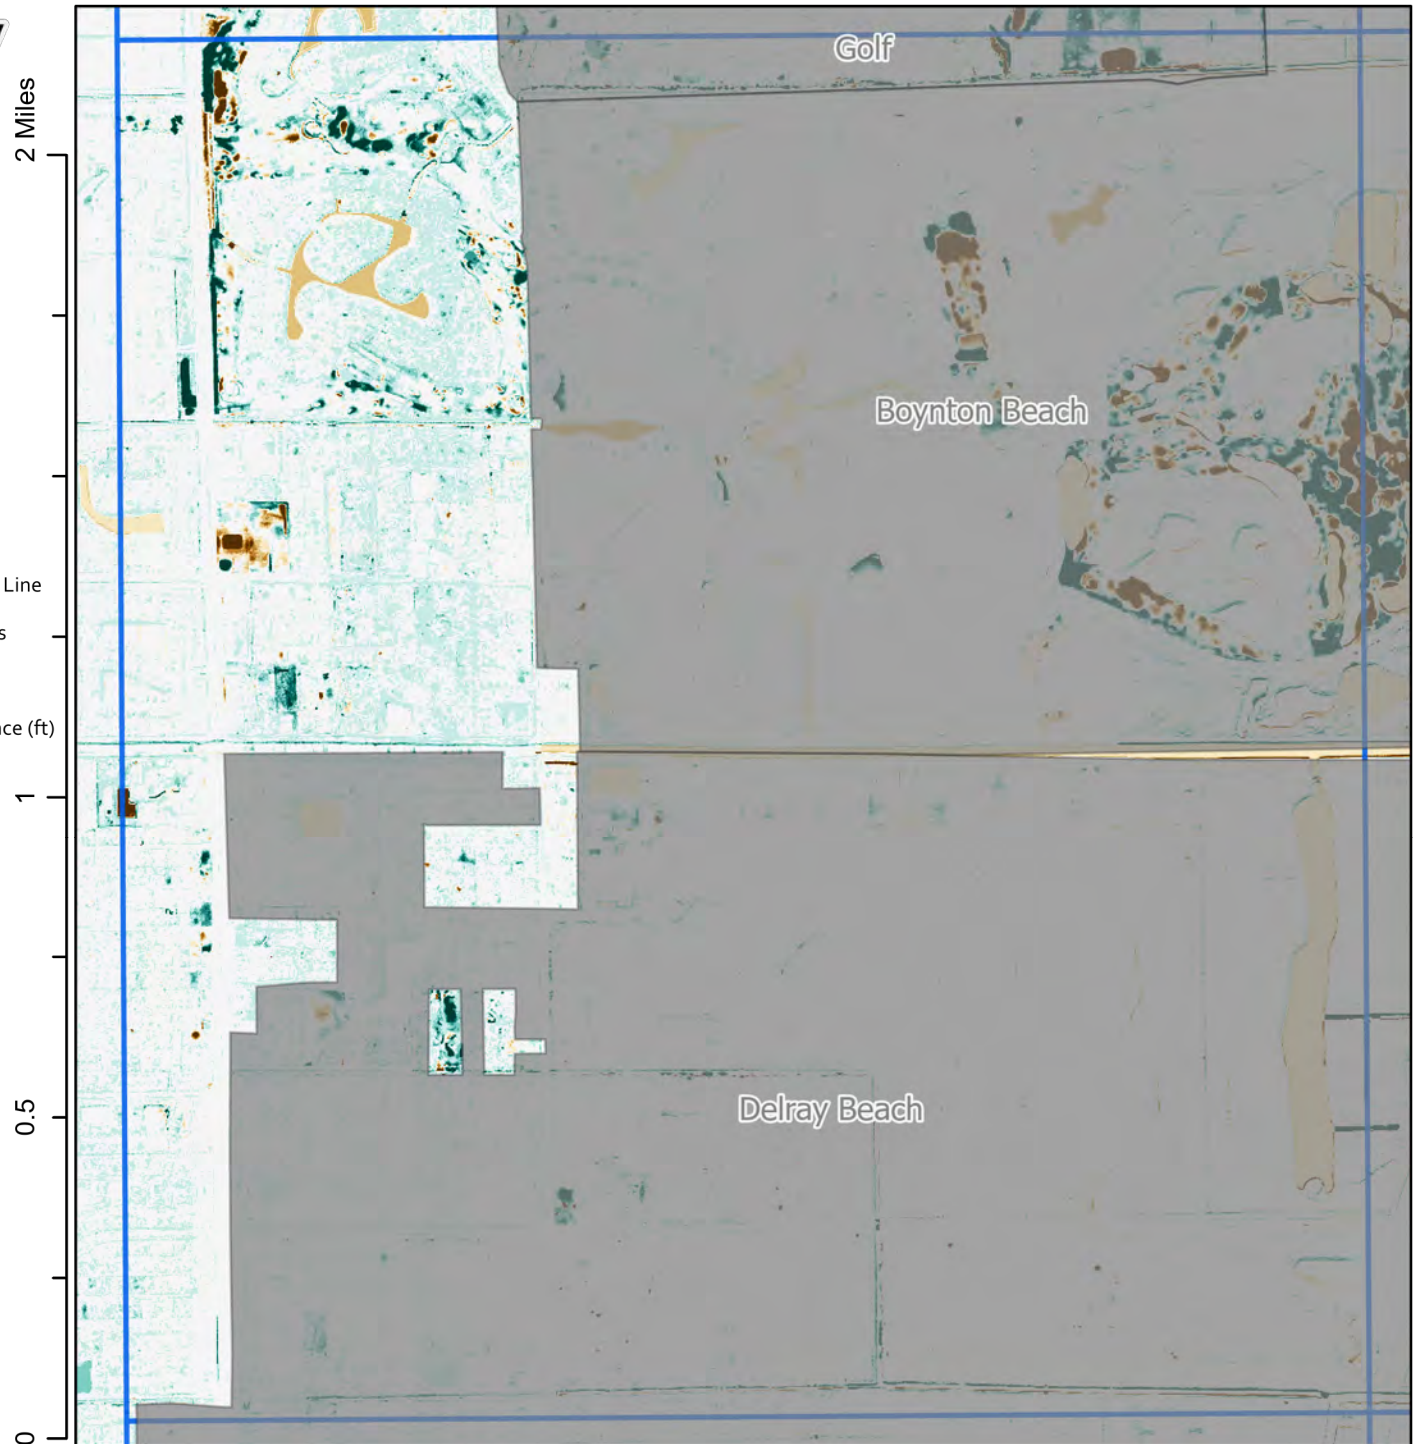 Golf
2 Miles
Boynton Beach
Line
s
ce (ft)
1
0.5
Delray Beach
0